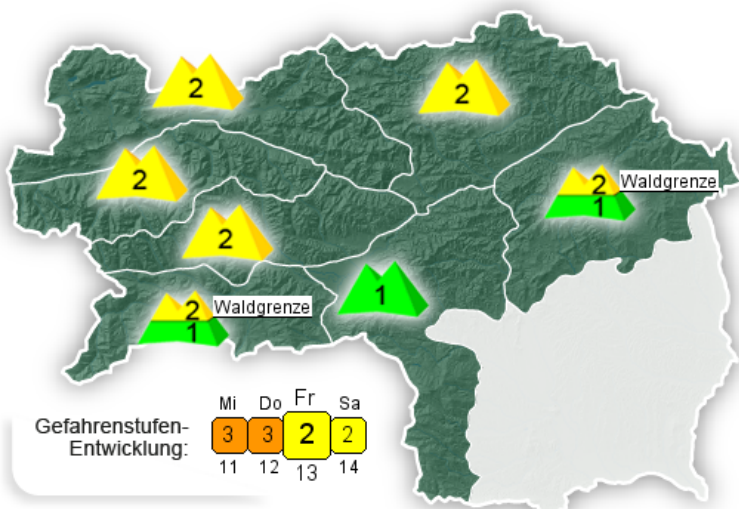 2
2
2
2 Waldgrenze
1
2
1
2 Waldgrenze
1
Mi Do Fr Sa
Gefahrenstufen-
Entwicklung:
3 3 2 2
11 12 13 14